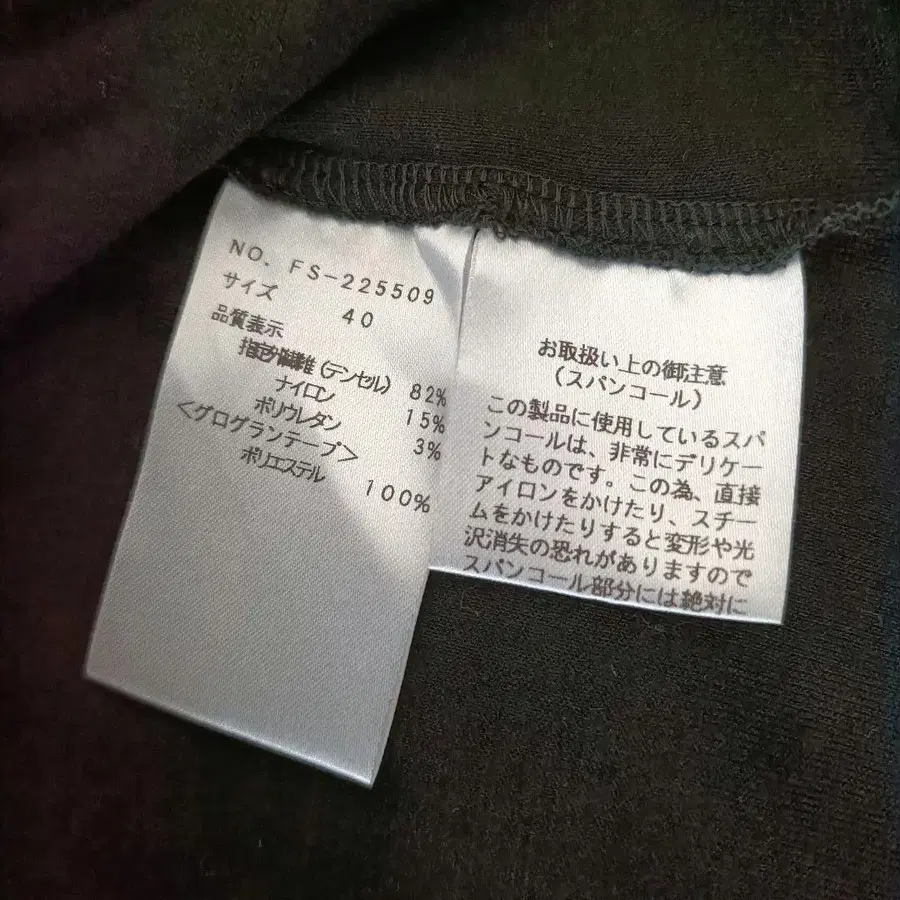 NO. FS-225509
サイズ
40
品質表示
指定外繊維(テンセル) 82%
ナイロン 15%
ポリウレタン 3%
<グログランテープ>
ポリエステル 100%
お取扱い上の御注意
(スパンコール)
この製品に使用しているスパ
ンコールは、非常にデリケー
トなものです。この為、直接
アイロンをかけたり、スチー
ムをかけたりすると変形や光
沢消失の恐れがありますので
スパンコール部分には絶対に